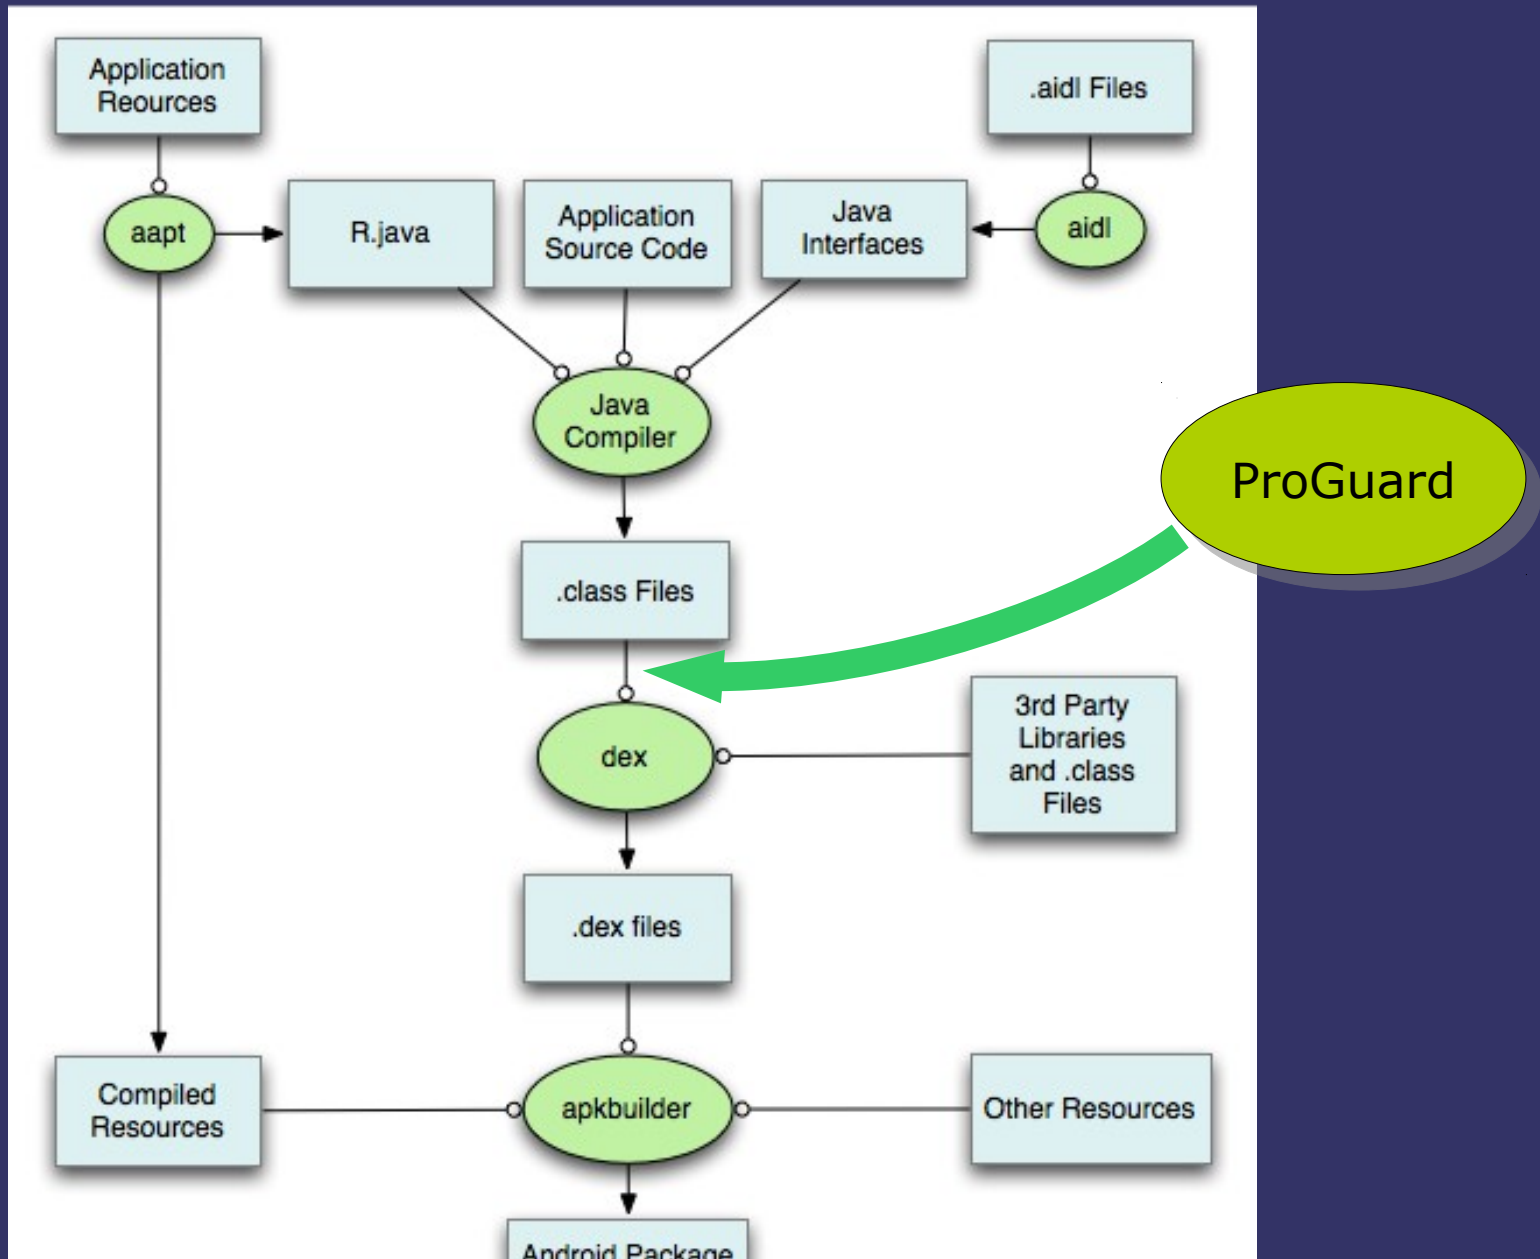 Application
Reources
.aidl Files
aapt
R.java
Application
Source Code
Java
Interfaces
aidl
Java
Compiler
ProGuard
.class Files
dex
3rd Party
Libraries
and .class
Files
.dex files
Compiled
Resources
apkbuilder
Other Resources
Android Package